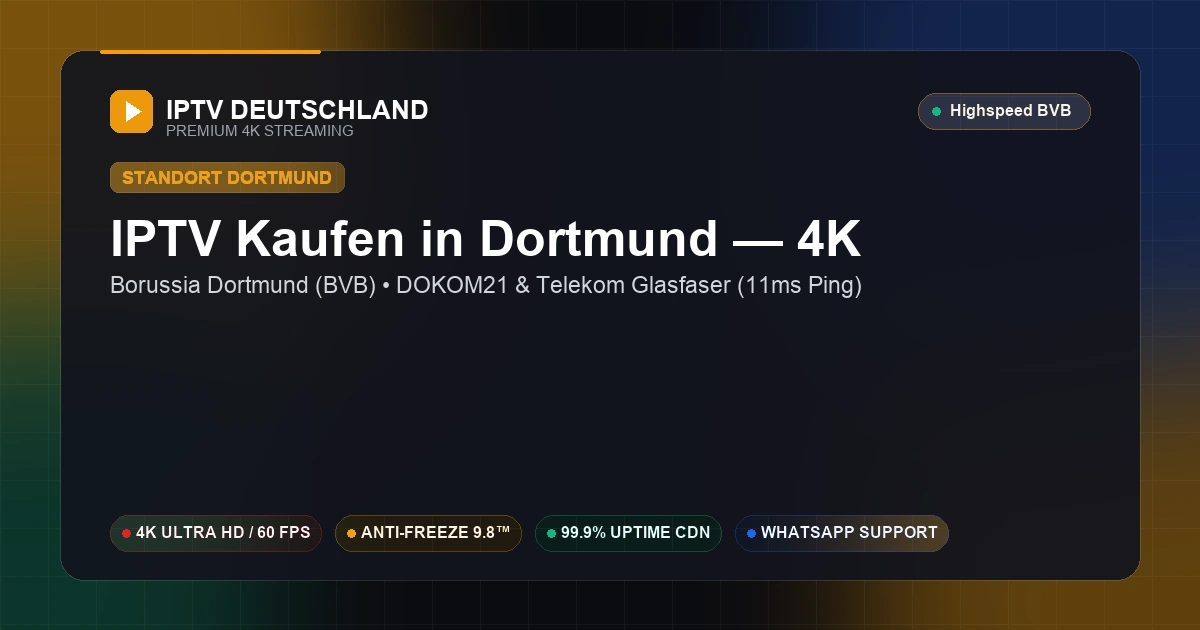 IPTV DEUTSCHLAND
PREMIUM 4K STREAMING
Highspeed BVB
STANDORT DORTMUND
IPTV Kaufen in Dortmund — 4K
Borussia Dortmund (BVB) • DOKOM21 & Telekom Glasfaser (11ms Ping)
4K ULTRA HD / 60 FPS
ANTI-FREEZE 9.8™
99.9% UPTIME CDN
WHATSAPP SUPPORT